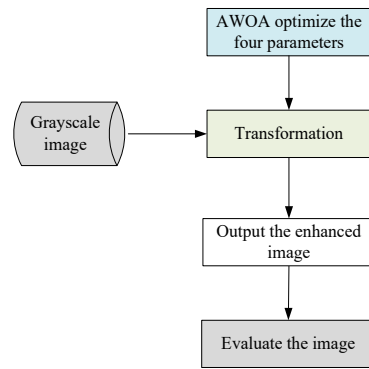 AWOA optimize the
four parameters
Grayscale
image
Transformation
Output the enhanced
image
Evaluate the image